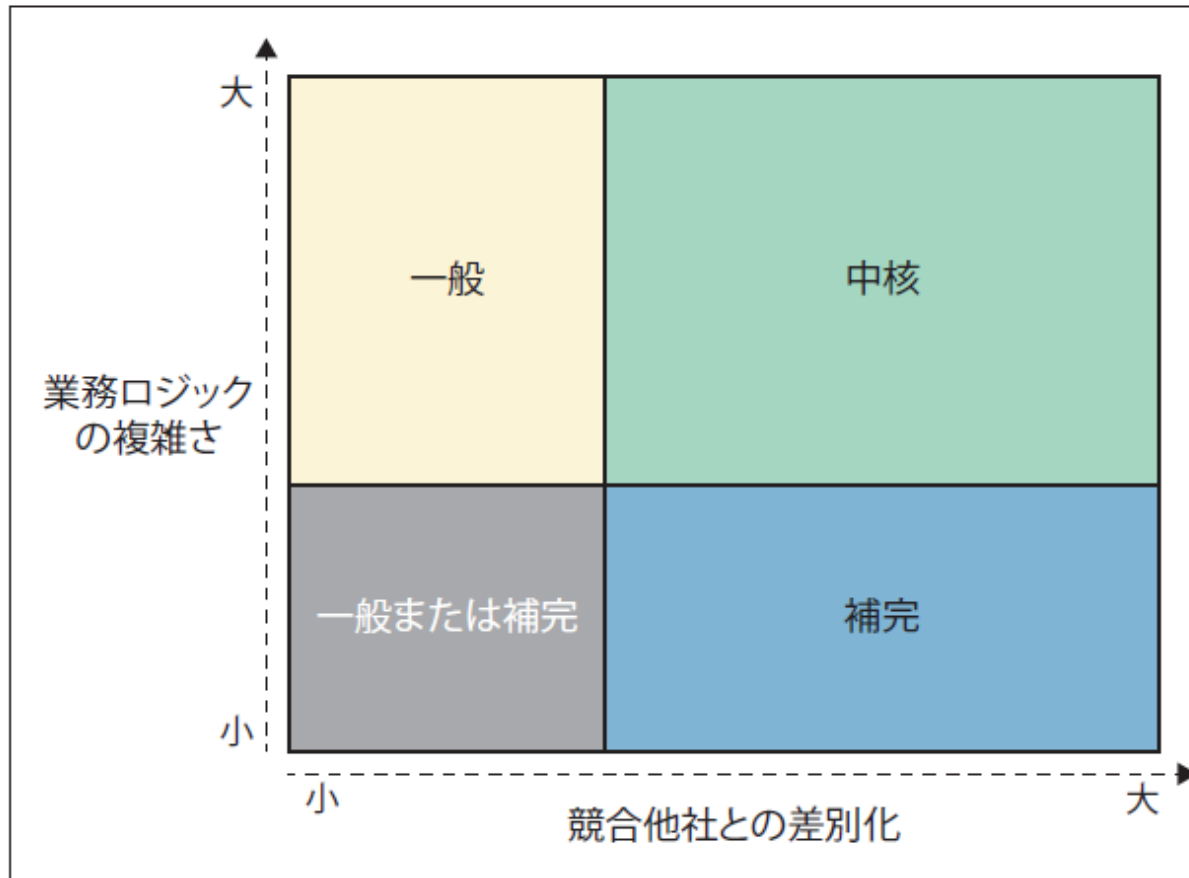 大
一般
中核
業務ロジック
の複雑さ
一般または補完
補完
小
小
大
競合他社との差別化